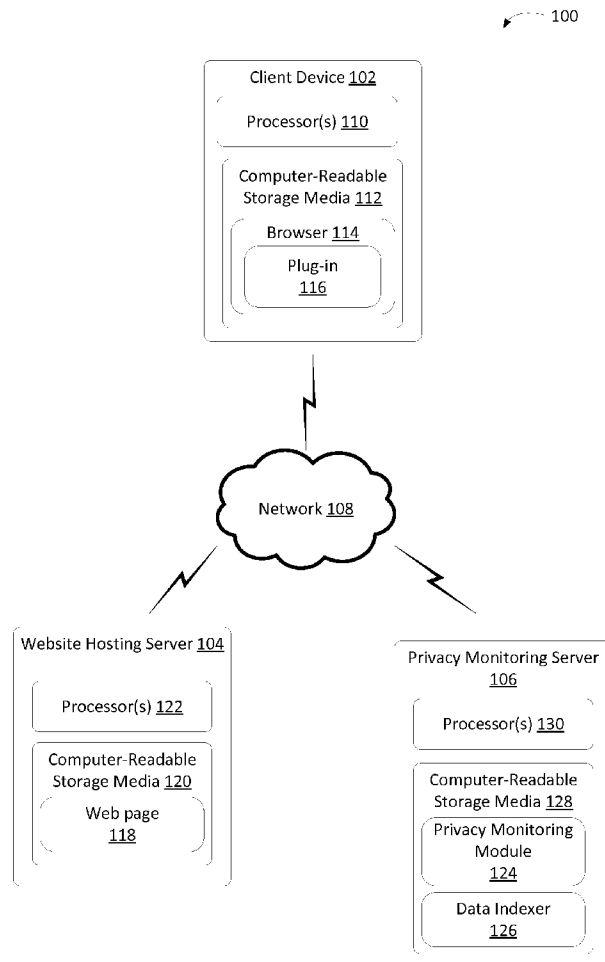 100
Client Device 102
Processor(s) 110
Computer-Readable
Storage Media 112
Browser 114
Plug-in
116
Network 108
Website Hosting Server 104
Processor(s) 122
Computer-Readable
Storage Media 120
Web page
118
Privacy Monitoring Server
106
Processor(s) 130
Computer-Readable
Storage Media 128
Privacy Monitoring
Module
124
Data Indexer
126